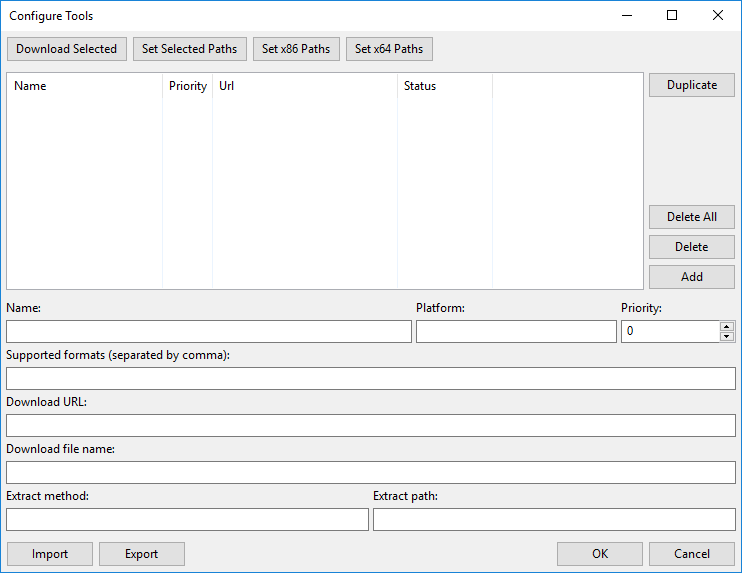 Configure Tools
Download Selected Set Selected Paths Set x86 Paths Set x64 Paths
Name Priority Url Status Duplicate
Delete All
Delete
Add
Name: Platform: Priority:
0
Supported formats (separated by comma):
Download URL:
Download file name:
Extract method: Extract path:
Import Export OK Cancel